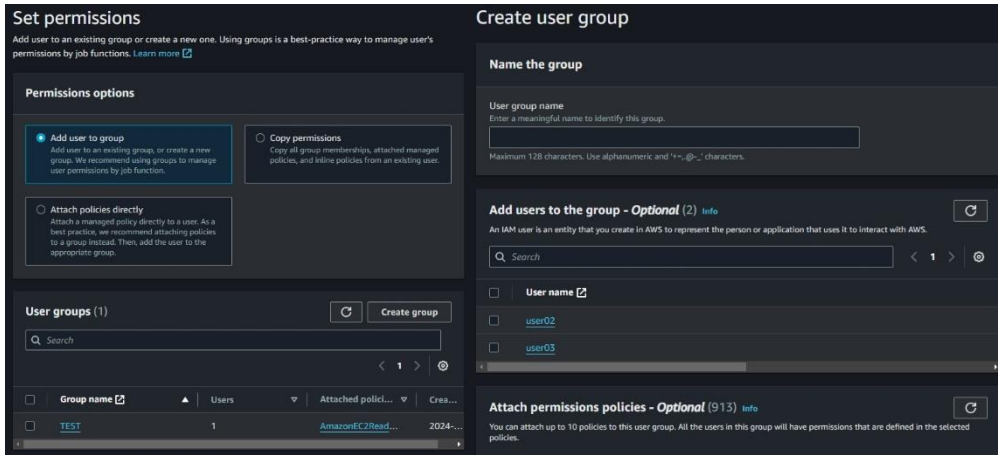 Set permissions
Add user to an existing group or create a new one. Using groups is a best-practice way to manage user's
permissions by job functions. Learn more
Permissions options
Add user to group
Add user to an existing group, or create a new
group. We recommend using groups to manage
user permissions by job function.
Copy permissions
Copy all group memberships, attached managed
policies, and inline policies from an existing user.
Attach policies directly
Attach a managed policy directly to a user. As a
best practice, we recommend attaching policies
to a group instead. Then, add the user to the
appropriate group.
User groups (1)
Create group
Search
1
Group name Users Attached polici... Crea...
TEST 1 AmazonEC2Read... 2024-...
Create user group
Name the group
User group name
Enter a meaningful name to identify this group.
Maximum 128 characters. Use alphanumeric and '+=,.@-_' characters.
Add users to the group - Optional (2) Info
An IAM user is an entity that you create in AWS to represent the person or application that uses it to interact with AWS.
Search
1
User name
user02
user03
Attach permissions policies - Optional (913) Info
You can attach up to 10 policies to this user group. All the users in this group will have permissions that are defined in the selected
policies.